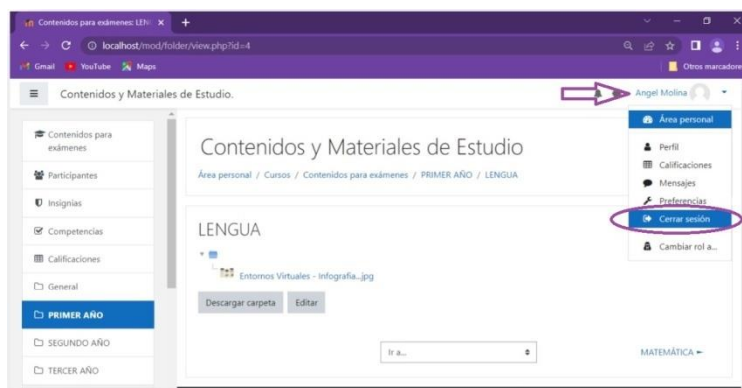 Contenidos para exámenes: LENG
localhost/mod/folder/view.php?id=4
Gmail YouTube Maps Otros marcadores
Contenidos y Materiales de Estudio. Angel Molina
Área personal
Perfil
Calificaciones
Mensajes
Preferencias
Cerrar sesión
Cambiar rol a...
Contenidos para
exámenes
Participantes
Insignias
Competencias
Calificaciones
General
PRIMER AÑO
SEGUNDO AÑO
TERCER AÑO
Contenidos y Materiales de Estudio
Área personal / Cursos / Contenidos para exámenes / PRIMER AÑO / LENGUA
LENGUA
Entornos Virtuales - Infografia...jpg
Descargar carpeta Editar
Ir a...
MATEMÁTICA